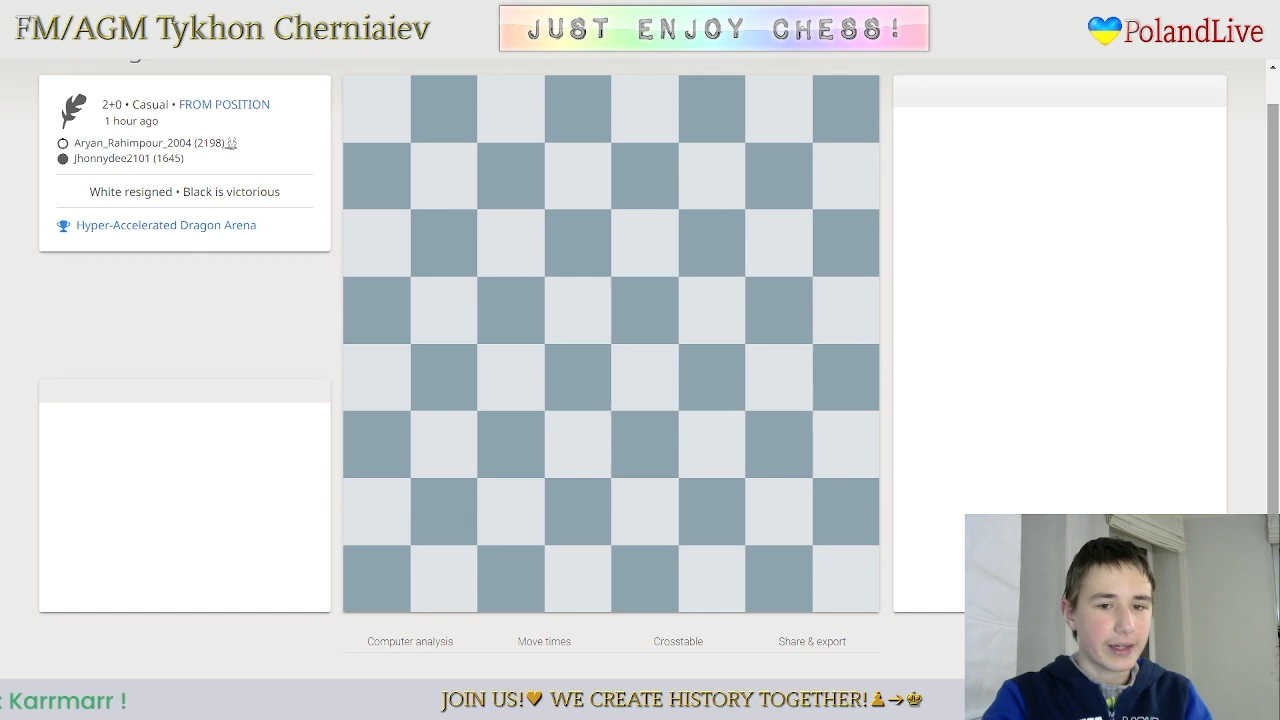 FM/AGM Tykhon Cherniaiev
JUST ENJOY CHESS!
PolandLive
2+0 • Casual • FROM POSITION
1 hour ago
Aryan_Rahimpour_2004 (2198)
Jhonnydee2101 (1645)
White resigned • Black is victorious
Hyper-Accelerated Dragon Arena
Computer analysis
Move times
Crosstable
Share & export
: Karrmarr !
JOIN US!🧡 WE CREATE HISTORY TOGETHER!♟→♚